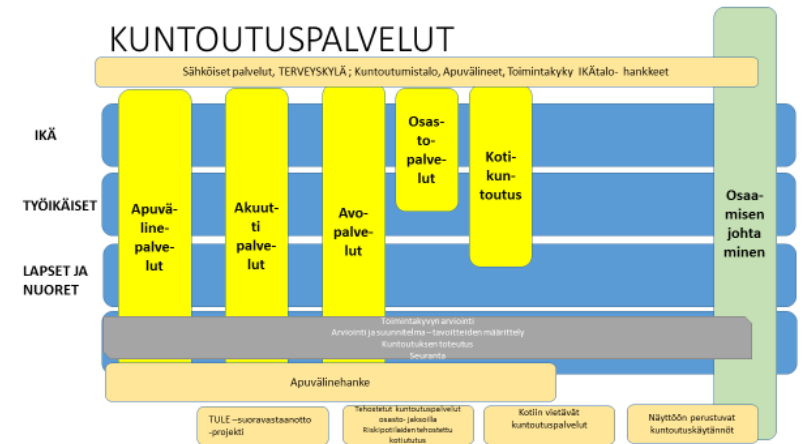 KUNTOUTUSPALVELUT
Sähköiset palvelut, TERVEYSKYLÄ ; Kuntoutumistalo, Apuvälineet, Toimintakyky IKÄtalo- hankkeet
IKÄ
TYÖIKÄISET
LAPSET JA
NUORET
Apuvä-
line-
palve-
lut
Akuut-
ti
palve-
lut
Avo-
palve-
lut
Osas-
to-
palve-
lut
Koti-
kun-
toutus
Osaa-
misen
johta
minen
Toimintakyvyn arviointi
Arviointi ja suunnitelma –tavoitteiden määrittely
Kuntoutuksen toteutus
Seuranta
Apuvälinehanke
TULE –suoravastaanotto
-projekti
Tehostetut kuntoutuspalvelut
osasto- jaksoilla
Riskipotilaiden tehostettu
kotiutus
Kotiin vietävät
kuntoutuspalvelut
Näyttöön perustuvat
kuntoutuskäytännöt